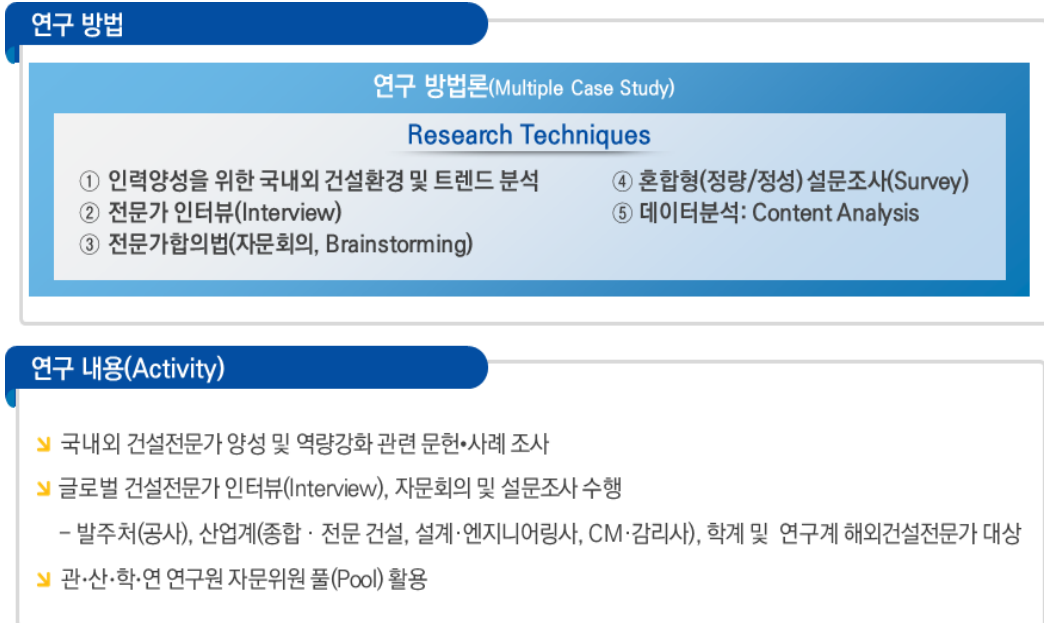 연구 방법
연구 방법론(Multiple Case Study)
Research Techniques
① 인력양성을 위한 국내외 건설환경 및 트렌드 분석
② 전문가 인터뷰(Interview)
③ 전문가합의법(자문회의, Brainstorming)
④ 혼합형(정량/정성) 설문조사(Survey)
⑤ 데이터분석: Content Analysis
연구 내용(Activity)
국내외 건설전문가 양성 및 역량강화 관련 문헌•사례 조사
글로벌 건설전문가 인터뷰(Interview), 자문회의 및 설문조사 수행
– 발주처(공사), 산업계(종합 · 전문 건설, 설계·엔지니어링사, CM·감리사), 학계 및 연구계 해외건설전문가 대상
관·산·학·연 연구원 자문위원 풀(Pool) 활용